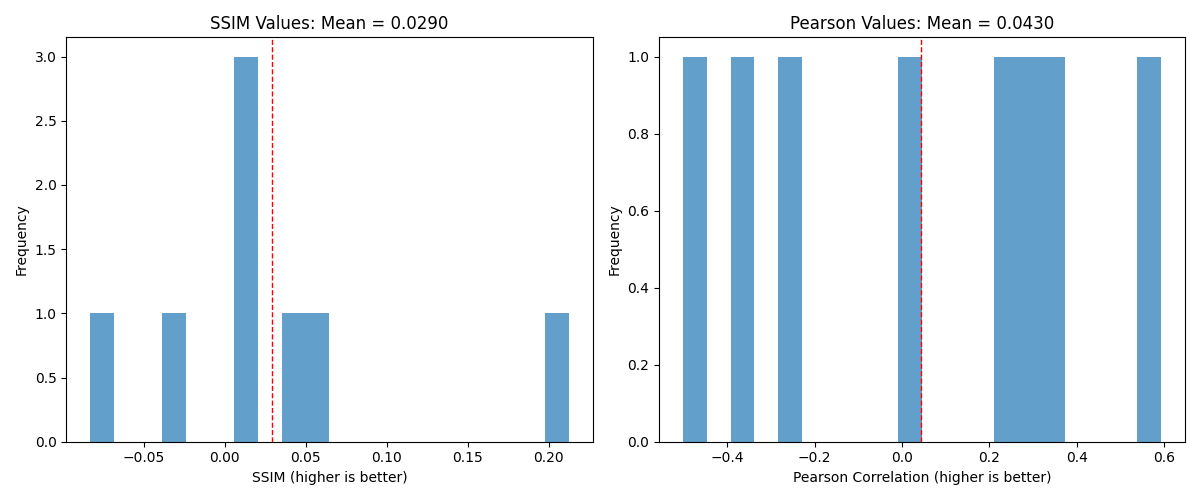 SSIM Values: Mean = 0.0290
3.0
2.5
2.0
1.5
1.0
0.5
0.0
Frequency
−0.05 0.00 0.05 0.10 0.15 0.20
SSIM (higher is better)
Pearson Values: Mean = 0.0430
1.0
0.8
0.6
0.4
0.2
0.0
Frequency
−0.4 −0.2 0.0 0.2 0.4 0.6
Pearson Correlation (higher is better)